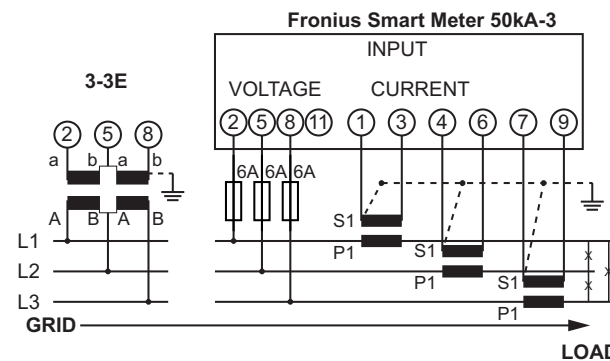 Fronius Smart Meter 50kA-3
INPUT
3-3E
VOLTAGE CURRENT
2 5 8 2 5 8 11 1 3 4 6 7 9
a b a b
6A 6A 6A
A B A B
S1
L1
P1
S1
x
L2
x x
P1
S1
L3
P1
GRID
LOAD